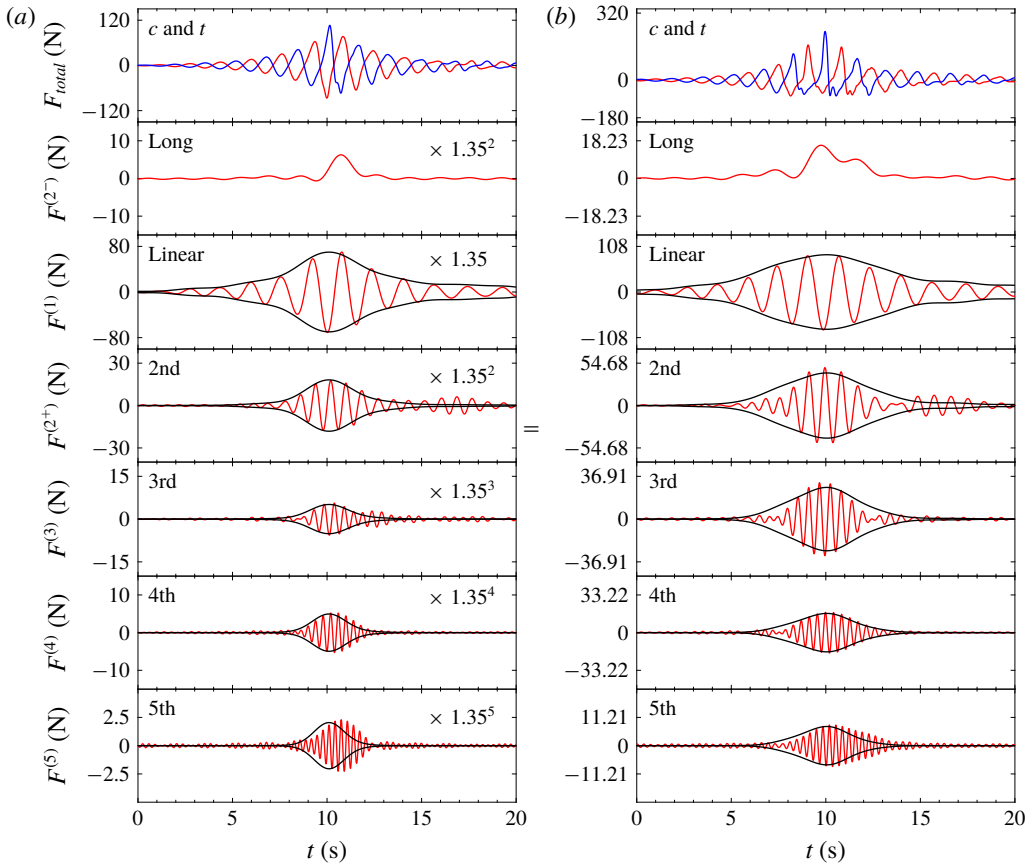 (a)
(b)
F_total (N)
120
0
−120
c and t
320
0
−180
c and t
F^(2−) (N)
10
0
−10
Long
× 1.35^2
18.23
0
−18.23
Long
F^(1) (N)
80
0
−80
Linear
× 1.35
108
0
−108
Linear
F^(2+) (N)
30
0
−30
2nd
× 1.35^2
=
54.68
0
−54.68
2nd
F^(3) (N)
15
0
−15
3rd
× 1.35^3
36.91
0
−36.91
3rd
F^(4) (N)
10
0
−10
4th
× 1.35^4
33.22
0
−33.22
4th
F^(5) (N)
2.5
0
−2.5
5th
× 1.35^5
11.21
0
−11.21
5th
0 5 10 15 20
0 5 10 15 20
t (s)
t (s)